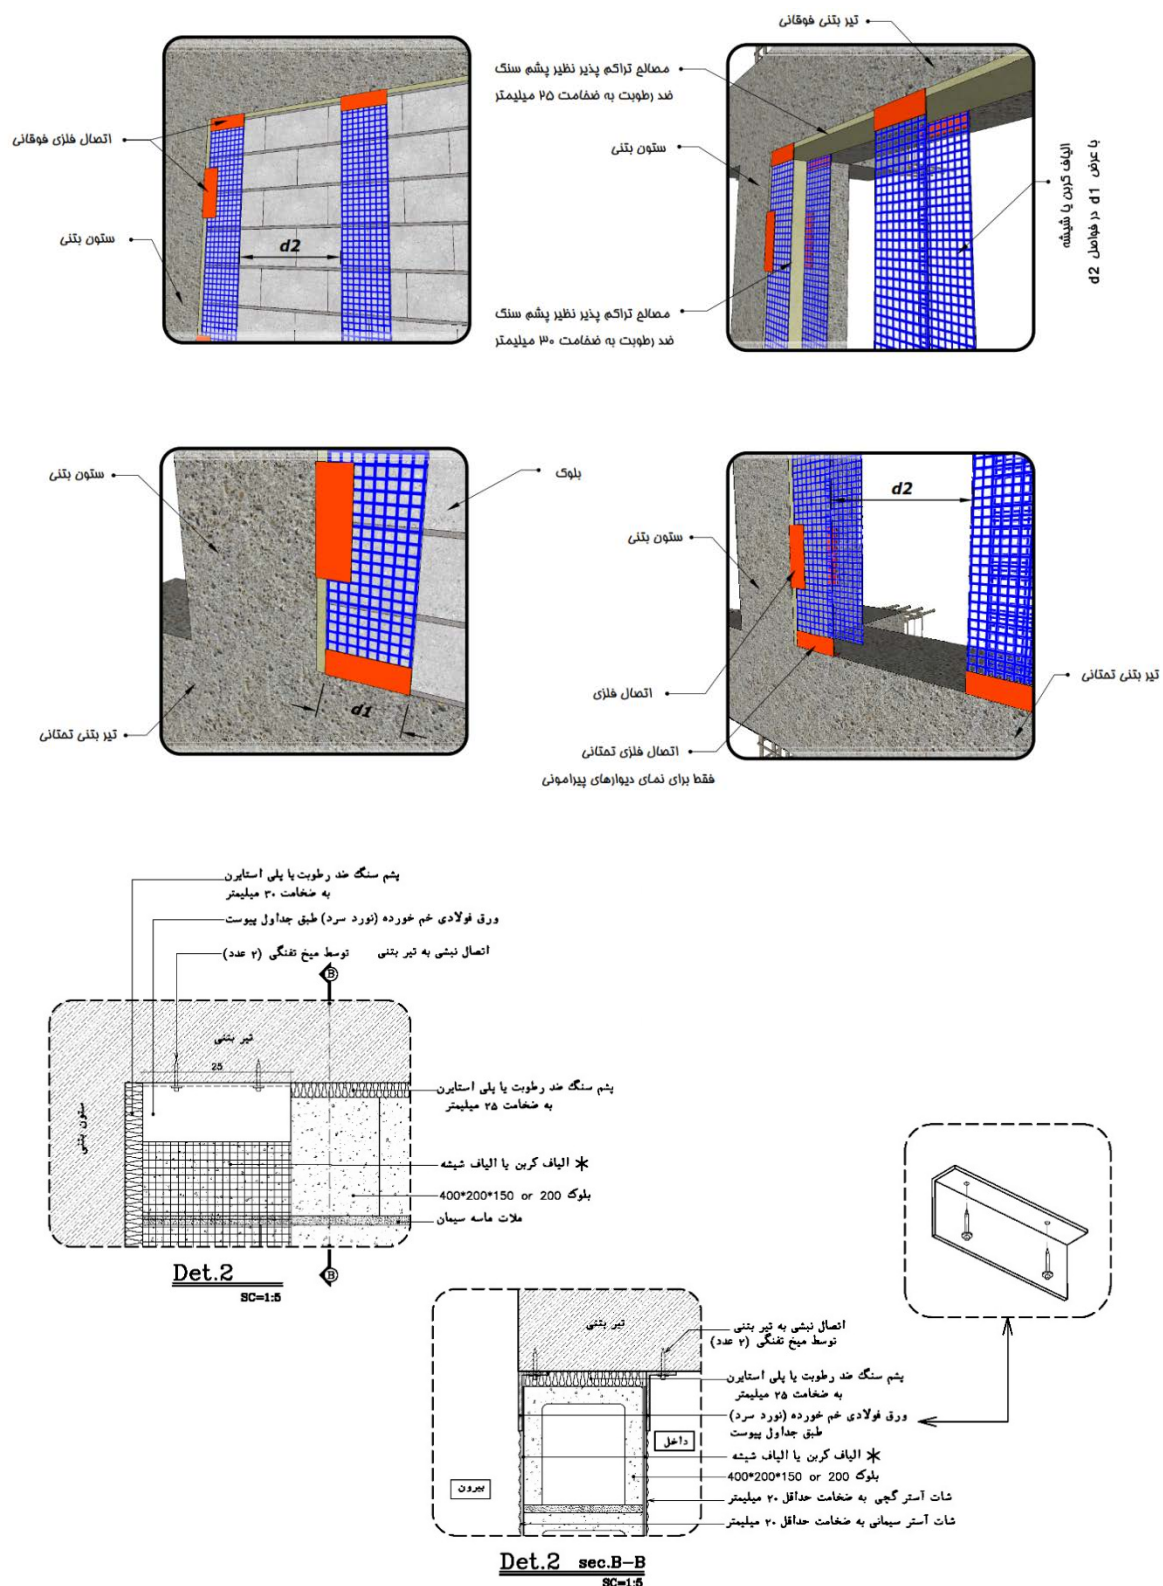 اتصال فلزی فوقانی
ستون بتنی
d2
تیر بتنی فوقانی
مصالح تراکم پذیر نظیر پشم سنگ
ضد رطوبت به ضخامت ۲۵ میلیمتر
ستون بتنی
مصالح تراکم پذیر نظیر پشم سنگ
ضد رطوبت به ضخامت ۳۰ میلیمتر
الیاف کربن یا شیشه
با عرض d1 در فواصل d2
ستون بتنی
بلوک
d1
تیر بتنی تحتانی
d2
ستون بتنی
اتصال فلزی
اتصال فلزی تحتانی
فقط برای نمای دیوارهای پیرامونی
تیر بتنی تحتانی
پشم سنگ ضد رطوبت یا پلی استایرن
به ضخامت ۳۰ میلیمتر
ورق فولادی خم خورده (نورد سرد) طبق جداول پیوست
اتصال نبشی به تیر بتنی توسط میخ تفنگی (۲ عدد)
B
تیر بتنی
25
ستون بتنی
پشم سنگ ضد رطوبت یا پلی استایرن
به ضخامت ۲۵ میلیمتر
* الیاف کربن یا الیاف شیشه
بلوک 400*200*150 or 200
ملات ماسه سیمان
B
Det.2
SC=1:5
تیر بتنی
اتصال نبشی به تیر بتنی
توسط میخ تفنگی (۲ عدد)
پشم سنگ ضد رطوبت یا پلی استایرن
به ضخامت ۲۵ میلیمتر
ورق فولادی خم خورده (نورد سرد)
طبق جداول پیوست
داخل
* الیاف کربن یا الیاف شیشه
بلوک 400*200*150 or 200
بیرون
شات آستر گچی به ضخامت حداقل ۲۰ میلیمتر
شات آستر سیمانی به ضخامت حداقل ۲۰ میلیمتر
Det.2 sec.B-B
SC=1:5